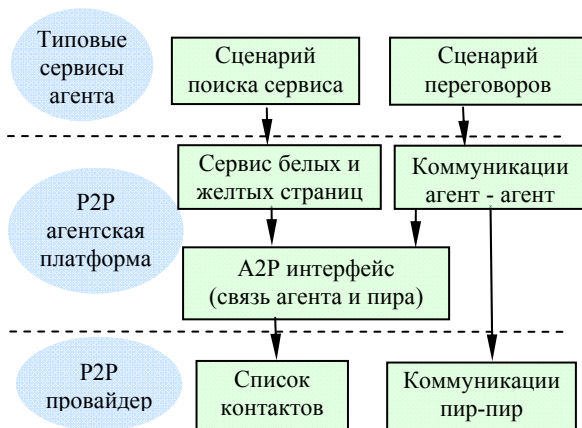 Типовые
сервисы
агента
Сценарий
поиска сервиса
Сценарий
переговоров
P2P
агентская
платформа
Сервис белых и
желтых страниц
Коммуникации
агент - агент
A2P интерфейс
(связь агента и пира)
P2P
провайдер
Список
контактов
Коммуникации
пир-пир